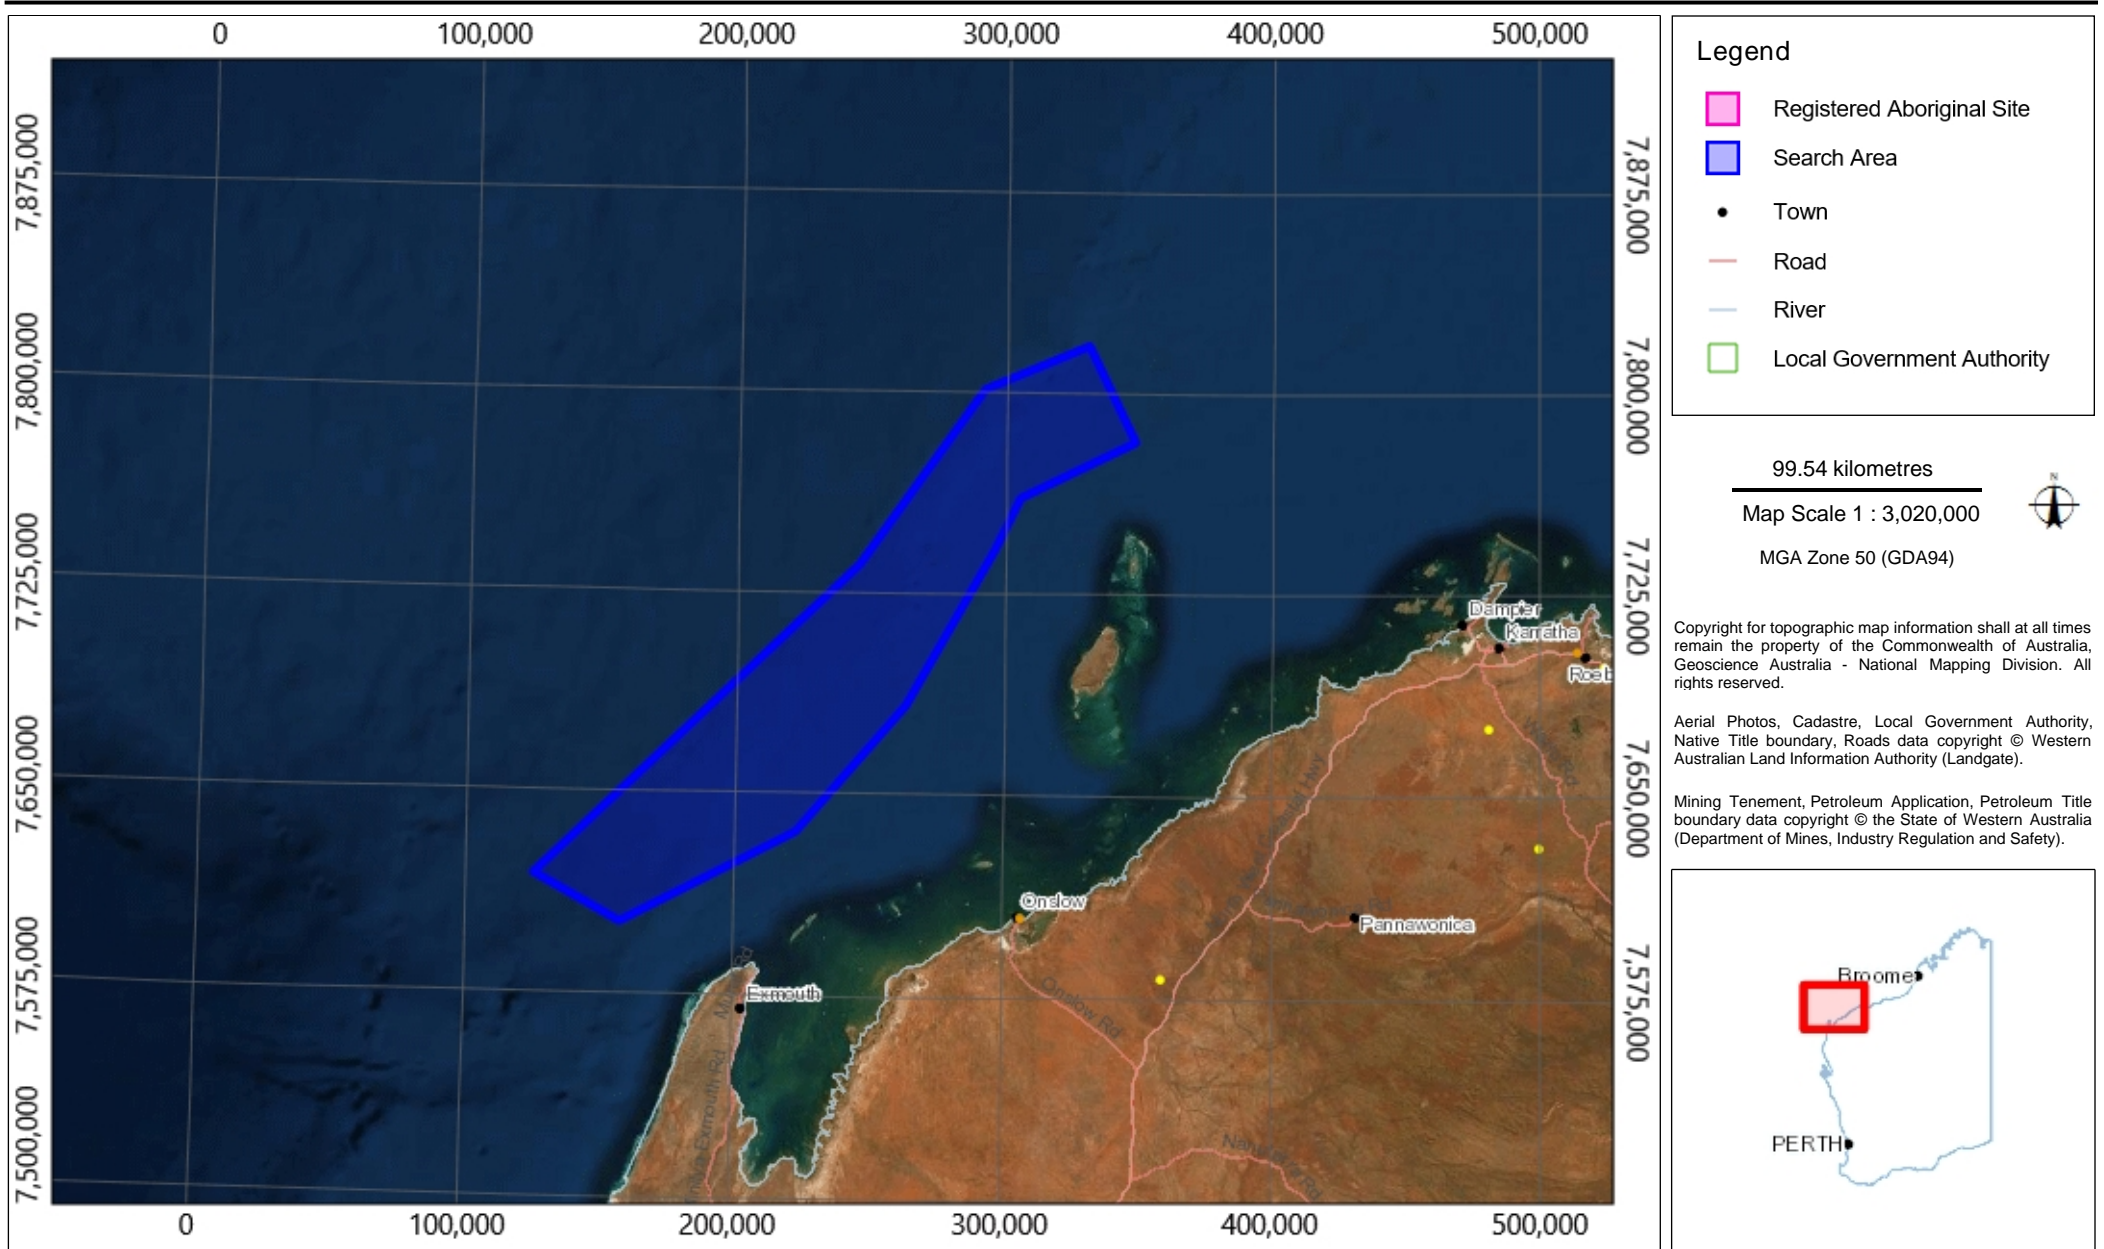 0 100,000 200,000 300,000 400,000 500,000
7,875,000
7,800,000
7,725,000
7,650,000
7,575,000
7,500,000
7,875,000
7,800,000
7,725,000
7,650,000
7,575,000
Dampier
Karratha
Onslow
Pannawonica
Exmouth
Onslow Rd
Exmouth Rd
0 100,000 200,000 300,000 400,000 500,000
Legend
Registered Aboriginal Site
Search Area
Town
Road
River
Local Government Authority
99.54 kilometres
Map Scale 1 : 3,020,000
MGA Zone 50 (GDA94)
N
Copyright for topographic map information shall at all times
remain the property of the Commonwealth of Australia,
Geoscience Australia - National Mapping Division. All
rights reserved.
Aerial Photos, Cadastre, Local Government Authority,
Native Title boundary, Roads data copyright © Western
Australian Land Information Authority (Landgate).
Mining Tenement, Petroleum Application, Petroleum Title
boundary data copyright © the State of Western Australia
(Department of Mines, Industry Regulation and Safety).
Broome
PERTH